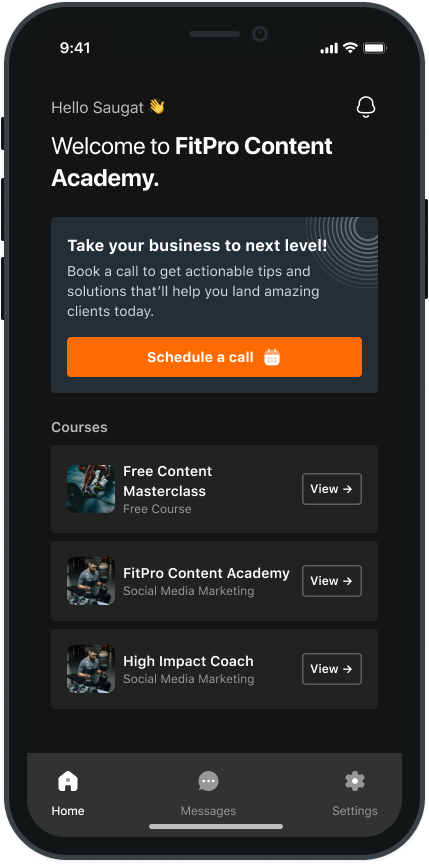 9:41
Hello Saugat 👋
Welcome to FitPro Content
Academy.
Take your business to next level!
Book a call to get actionable tips and
solutions that’ll help you land amazing
clients today.
Schedule a call
Courses
Free Content
Masterclass
Free Course
View →
FitPro Content Academy
Social Media Marketing
View →
High Impact Coach
Social Media Marketing
View →
Home
Messages
Settings